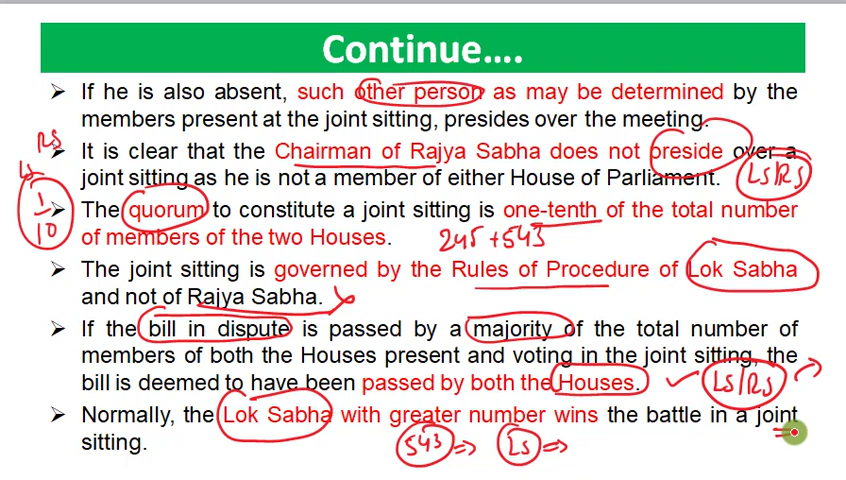 Continue....
➢ If he is also absent, such other person as may be determined by the
members present at the joint sitting, presides over the meeting.
RS
➢ It is clear that the Chairman of Rajya Sabha does not preside over a
LS
joint sitting as he is not a member of either House of Parliament. LS/RS
1/10
➢ The quorum to constitute a joint sitting is one-tenth of the total number
of members of the two Houses. 245+543
➢ The joint sitting is governed by the Rules of Procedure of Lok Sabha
and not of Rajya Sabha.
➢ If the bill in dispute is passed by a majority of the total number of
members of both the Houses present and voting in the joint sitting, the
bill is deemed to have been passed by both the Houses. ✓ LS/RS
➢ Normally, the Lok Sabha with greater number wins the battle in a joint
sitting. 543 ⇒ LS ⇒